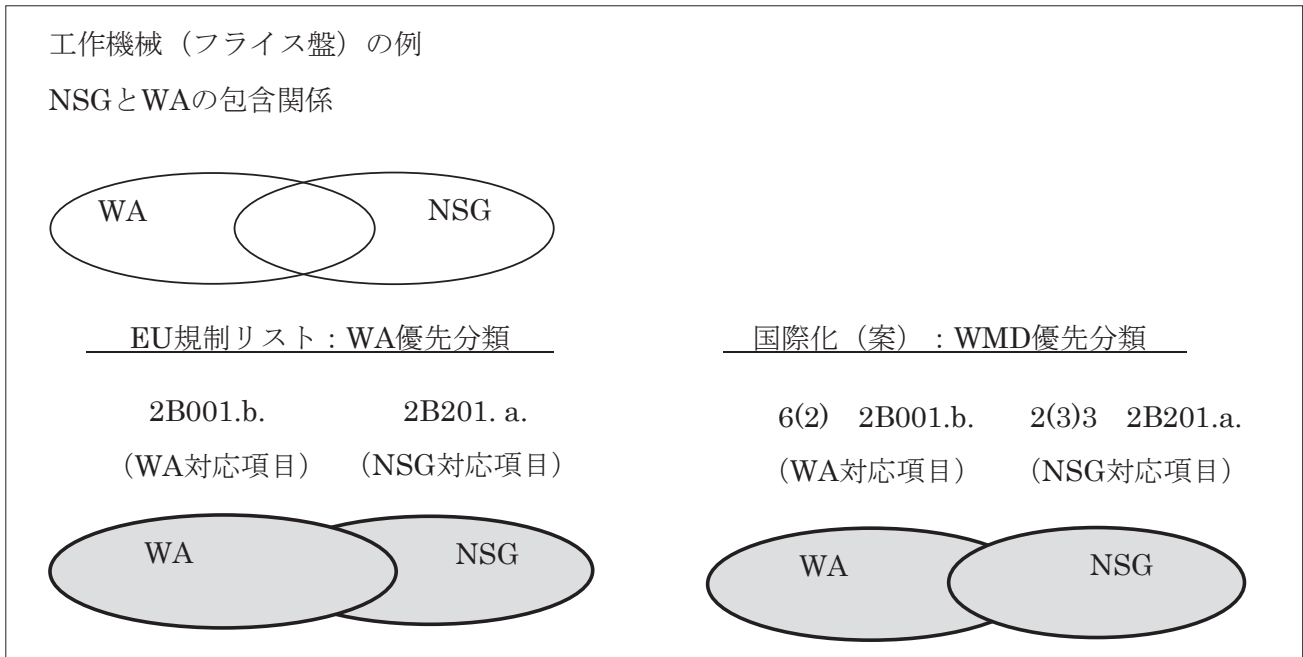 工作機械（フライス盤）の例
NSGとWAの包含関係
WA
NSG
EU規制リスト：WA優先分類
2B001.b. 2B201. a.
（WA対応項目）（NSG対応項目）
WA
NSG
国際化（案）：WMD優先分類
6(2) 2B001.b. 2(3)3 2B201.a.
（WA対応項目） （NSG対応項目）
WA
NSG